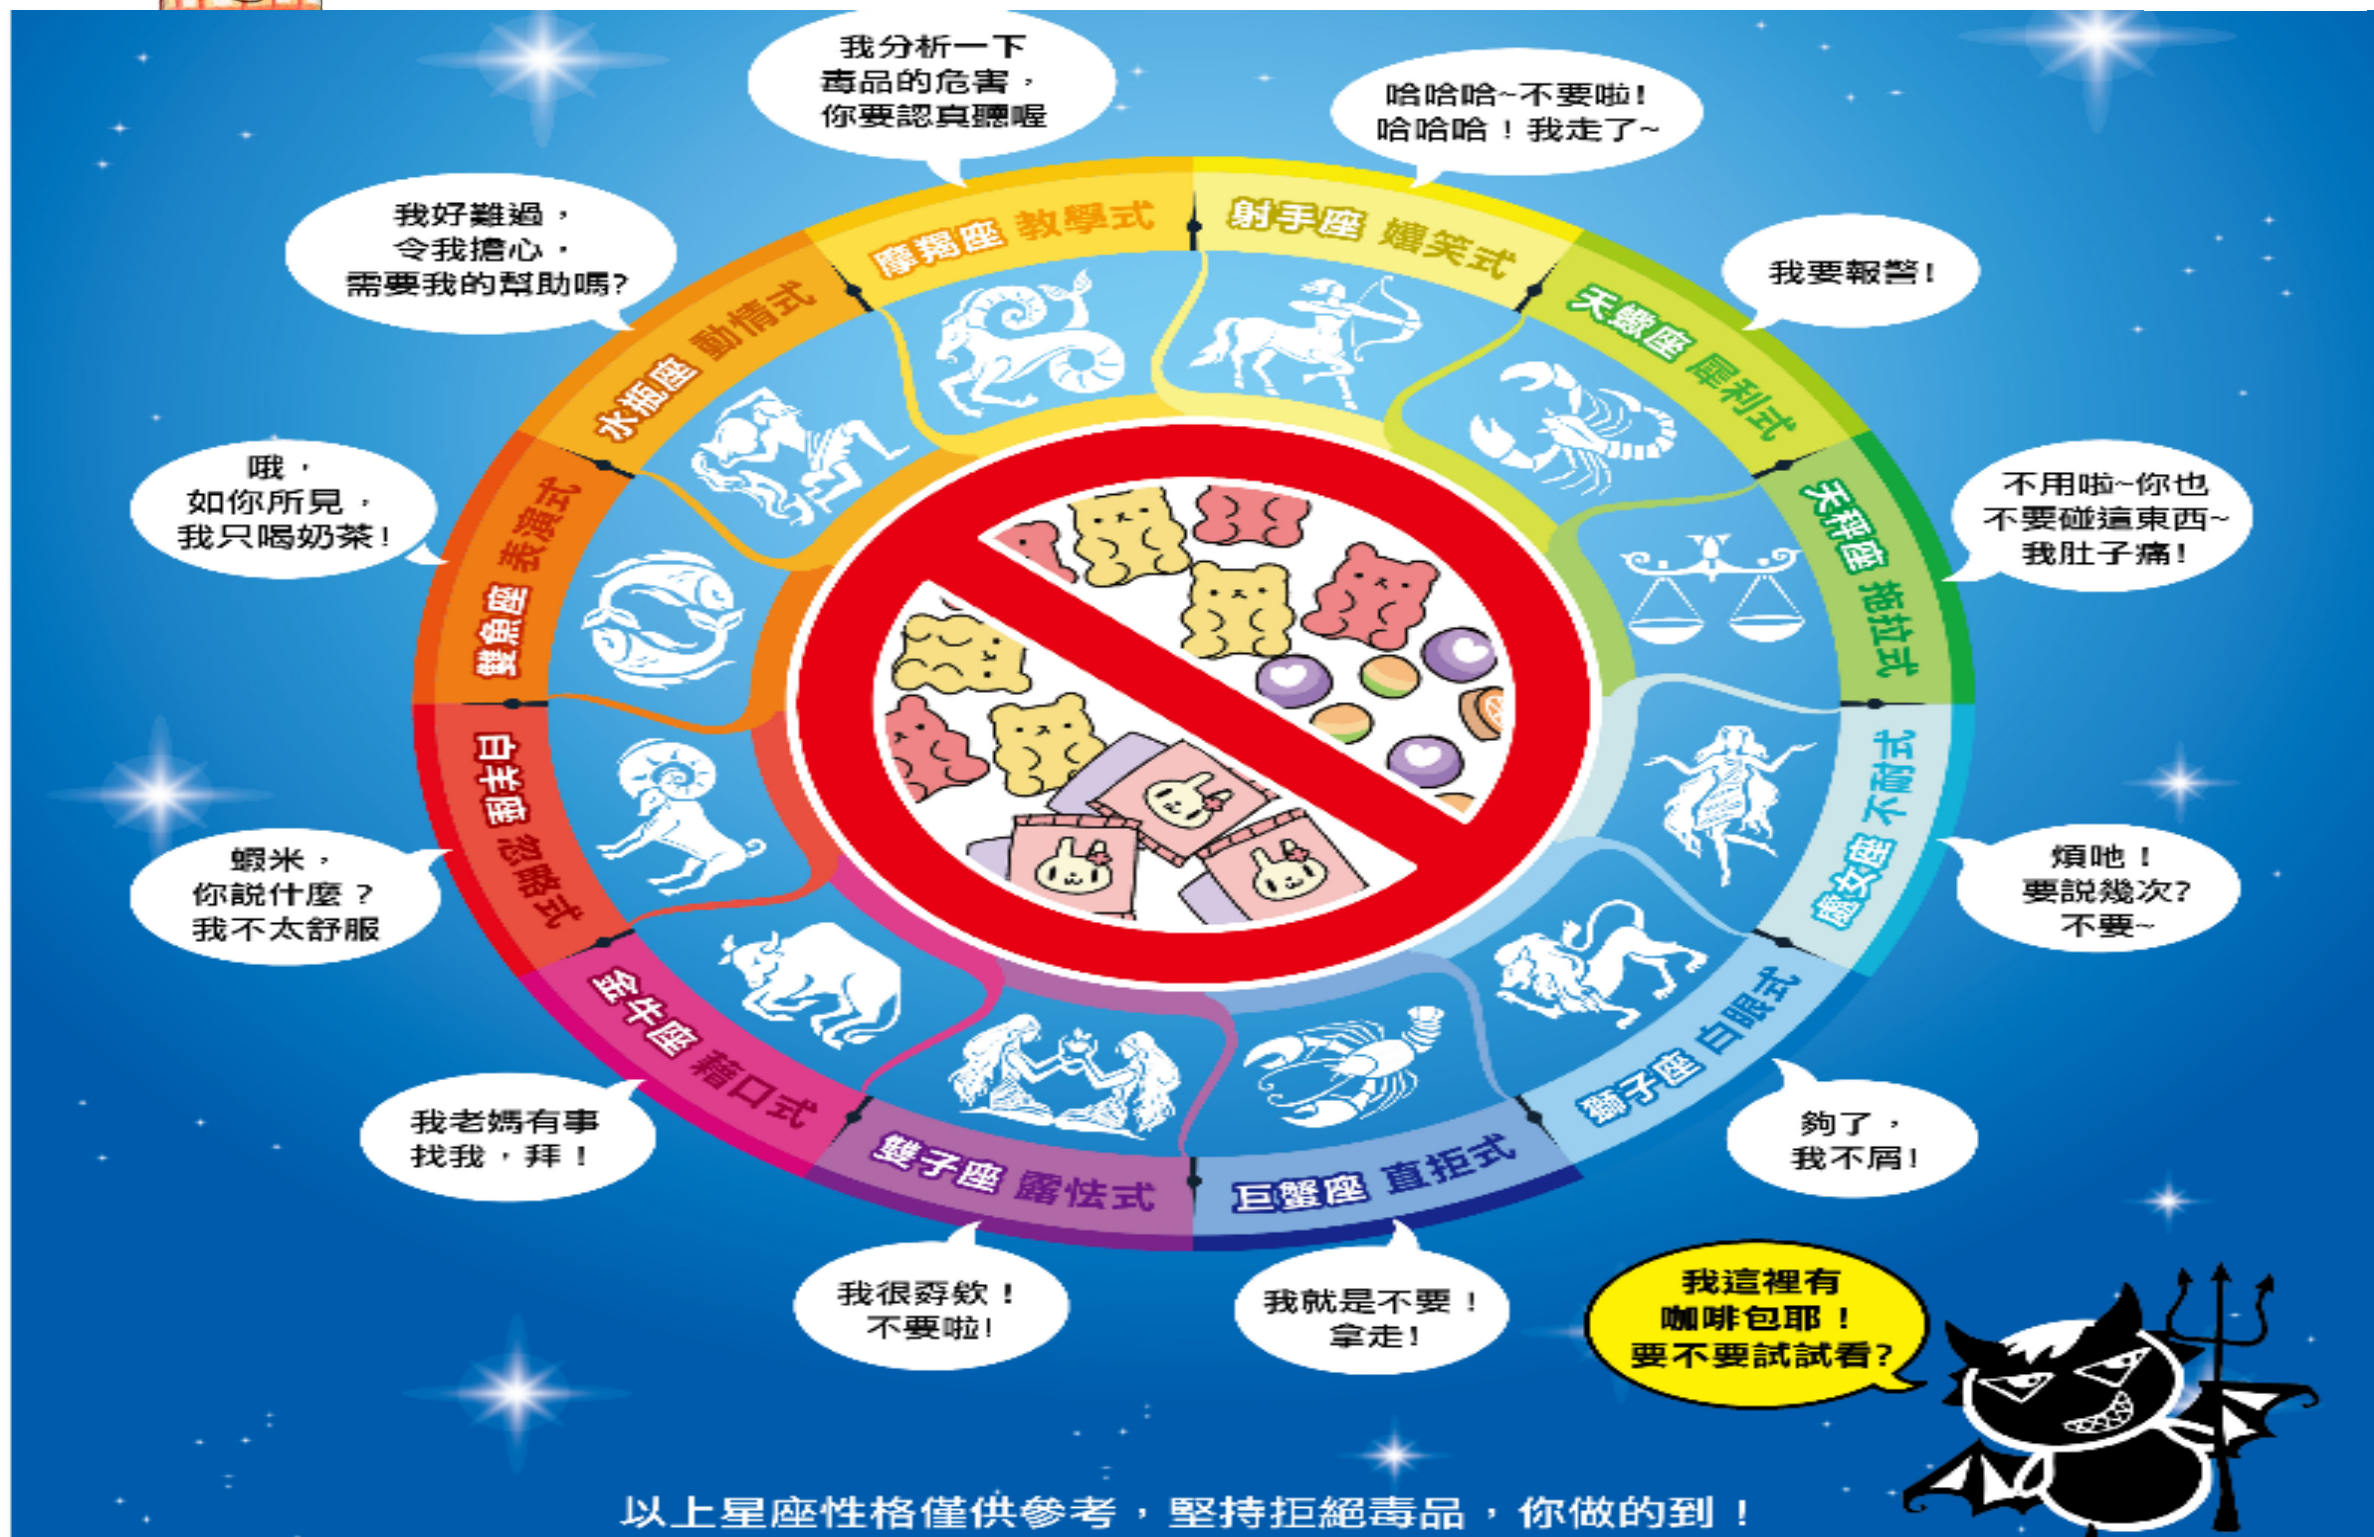 我分析一下
毒品的危害，
你要認真聽喔
摩羯座 教學式
哈哈哈~不要啦!
哈哈哈！我走了~
射手座 孃笑式
我要報警!
天蠍座 犀利式
不用啦~你也
不要碰這東西~
我肚子痛!
天秤座 拖拉式
煩吔！
要説幾次?
不要~
處女座 不耐式
夠了，
我不屑!
獅子座 白眼式
我就是不要！
拿走!
巨蟹座 直拒式
我很孬欸！
不要啦!
雙子座 露怯式
我老媽有事
找我，拜！
金牛座 藉口式
蝦米，
你説什麼？
我不太舒服
白羊座 忽略式
哦，
如你所見，
我只喝奶茶!
雙魚座 表演式
我好難過，
令我擔心，
需要我的幫助嗎?
水瓶座 動情式
我這裡有
咖啡包耶！
要不要試試看?
以上星座性格僅供參考，堅持拒絕毒品，你做的到！